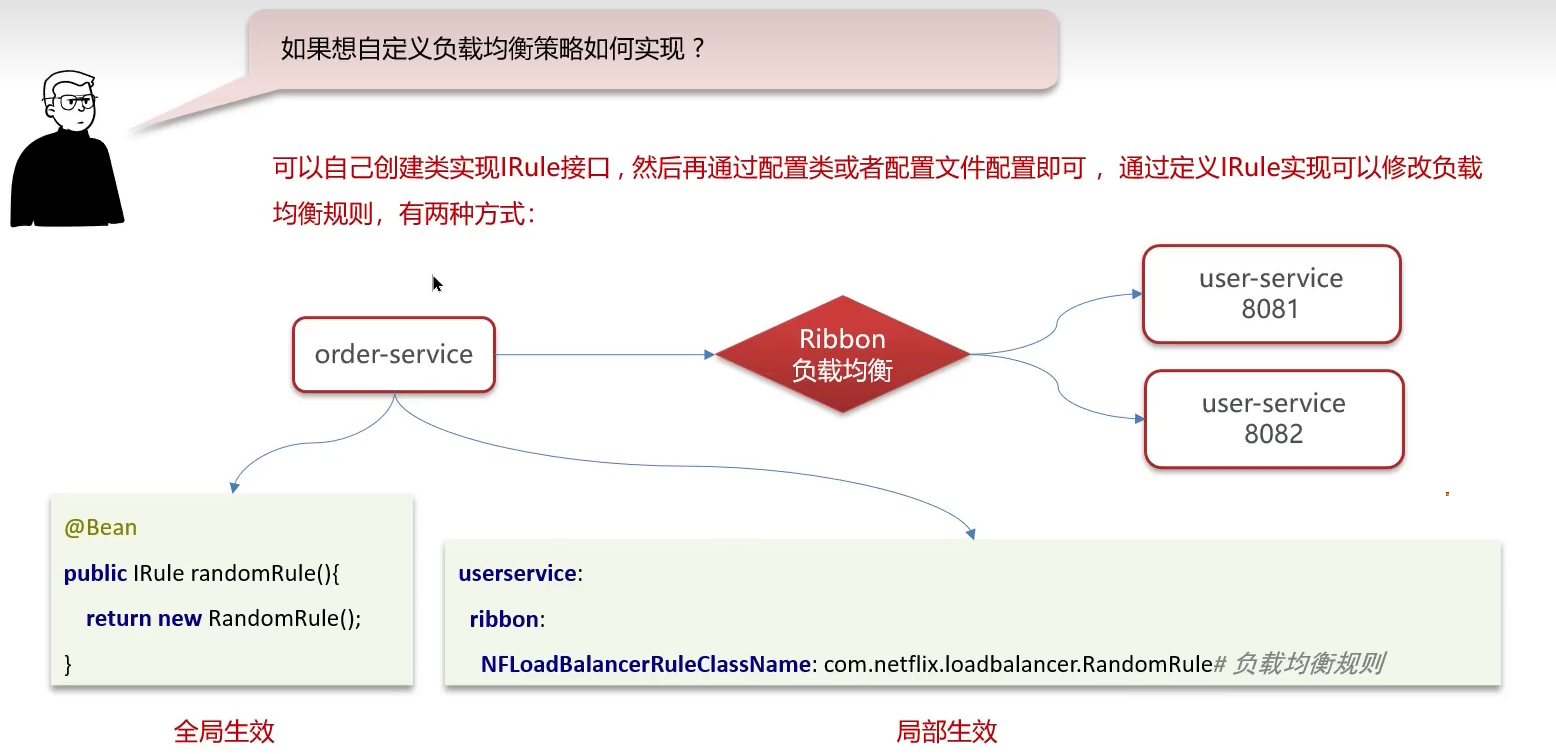 如果想自定义负载均衡策略如何实现？
可以自己创建类实现IRule接口，然后再通过配置类或者配置文件配置即可 ，通过定义IRule实现可以修改负载
均衡规则，有两种方式：
order-service
Ribbon
负载均衡
user-service
8081
user-service
8082
@Bean
public IRule randomRule(){
return new RandomRule();
}
全局生效
userservice:
ribbon:
NFLoadBalancerRuleClassName: com.netflix.loadbalancer.RandomRule# 负载均衡规则
局部生效